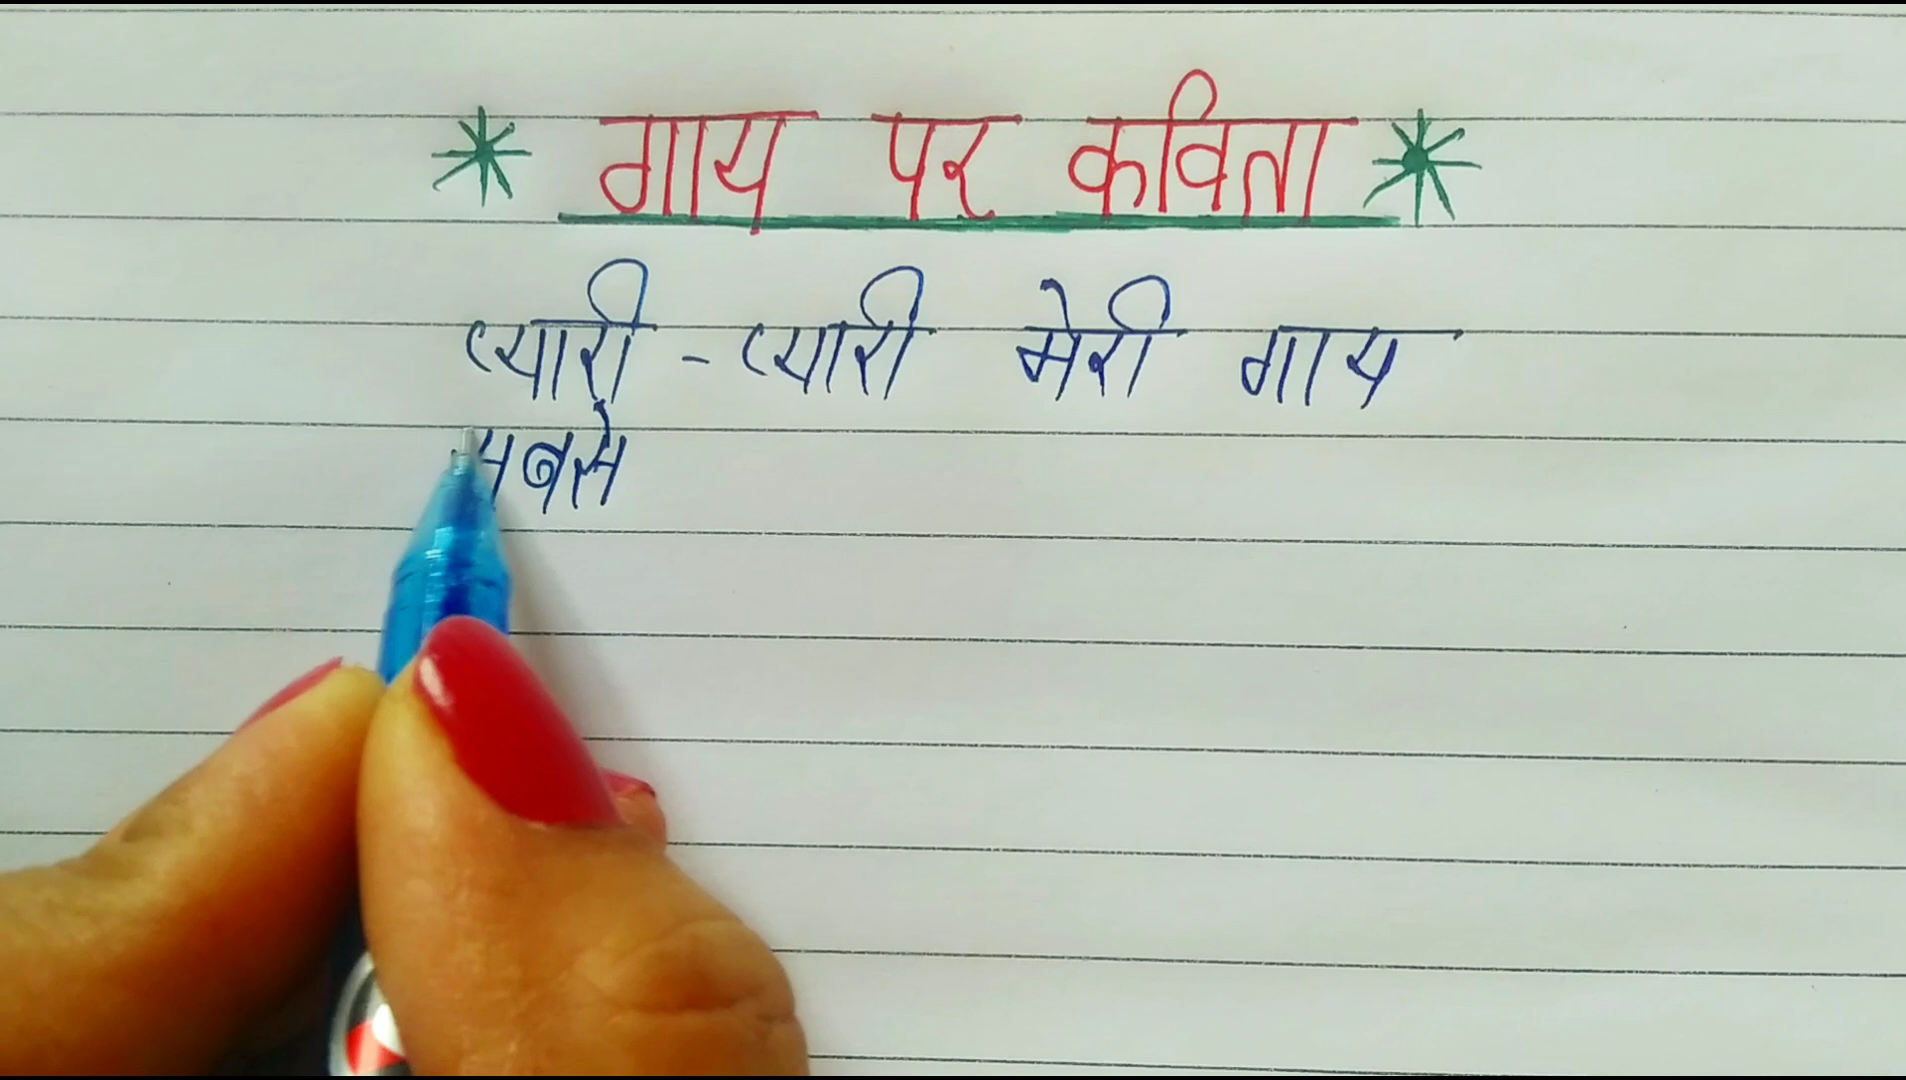 * गाय पर कविता *
प्यारी - प्यारी मेरी गाय
सबसे